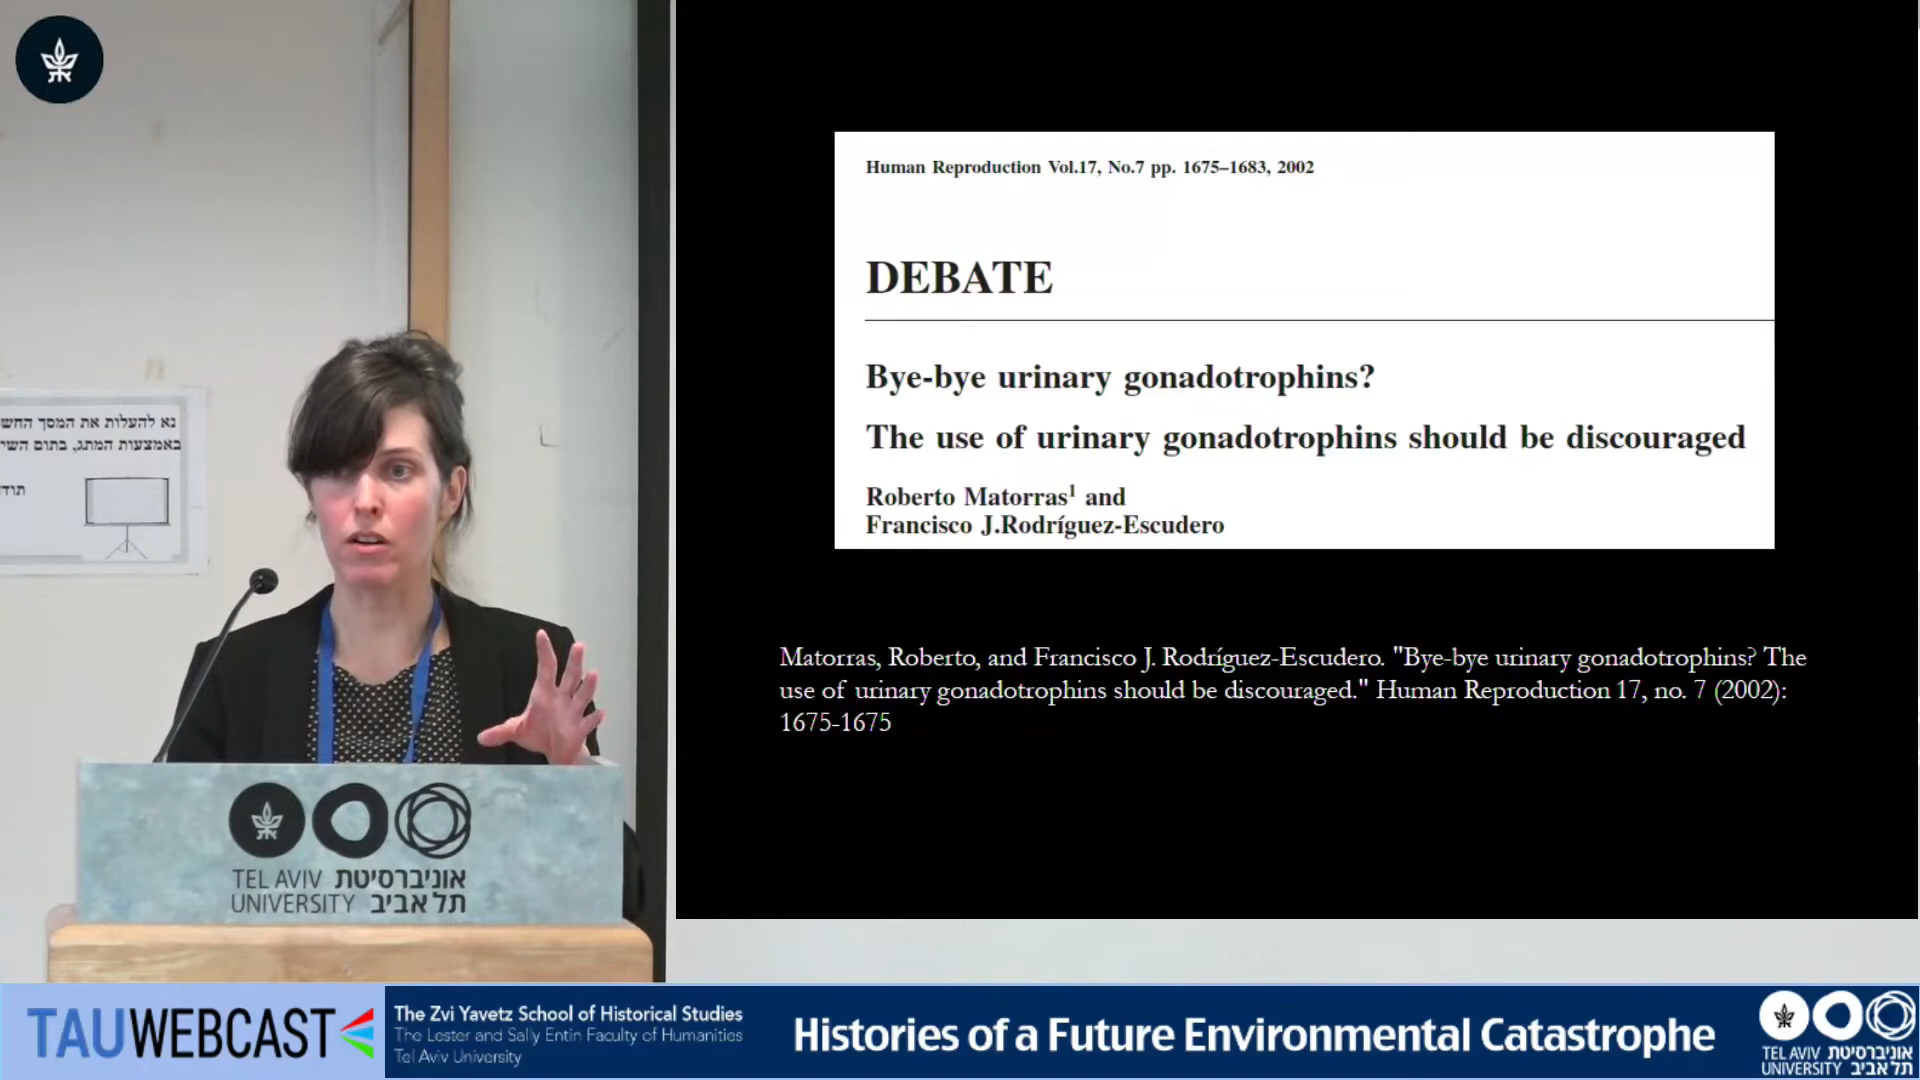 נא להעלות את המסך החש
באמצעות המתג, בתום השי
תודה
TEL AVIV אוניברסיטת
UNIVERSITY תל אביב
Human Reproduction Vol.17, No.7 pp. 1675–1683, 2002
DEBATE
Bye-bye urinary gonadotrophins?
The use of urinary gonadotrophins should be discouraged
Roberto Matorras¹ and
Francisco J.Rodríguez-Escudero
Matorras, Roberto, and Francisco J. Rodríguez-Escudero. "Bye-bye urinary gonadotrophins? The
use of urinary gonadotrophins should be discouraged." Human Reproduction 17, no. 7 (2002):
1675-1675
TAUWEBCAST
The Zvi Yavetz School of Historical Studies
The Lester and Sally Entin Faculty of Humanities
Tel Aviv University
Histories of a Future Environmental Catastrophe
TEL AVIV אוניברסיטת
UNIVERSITY תל אביב